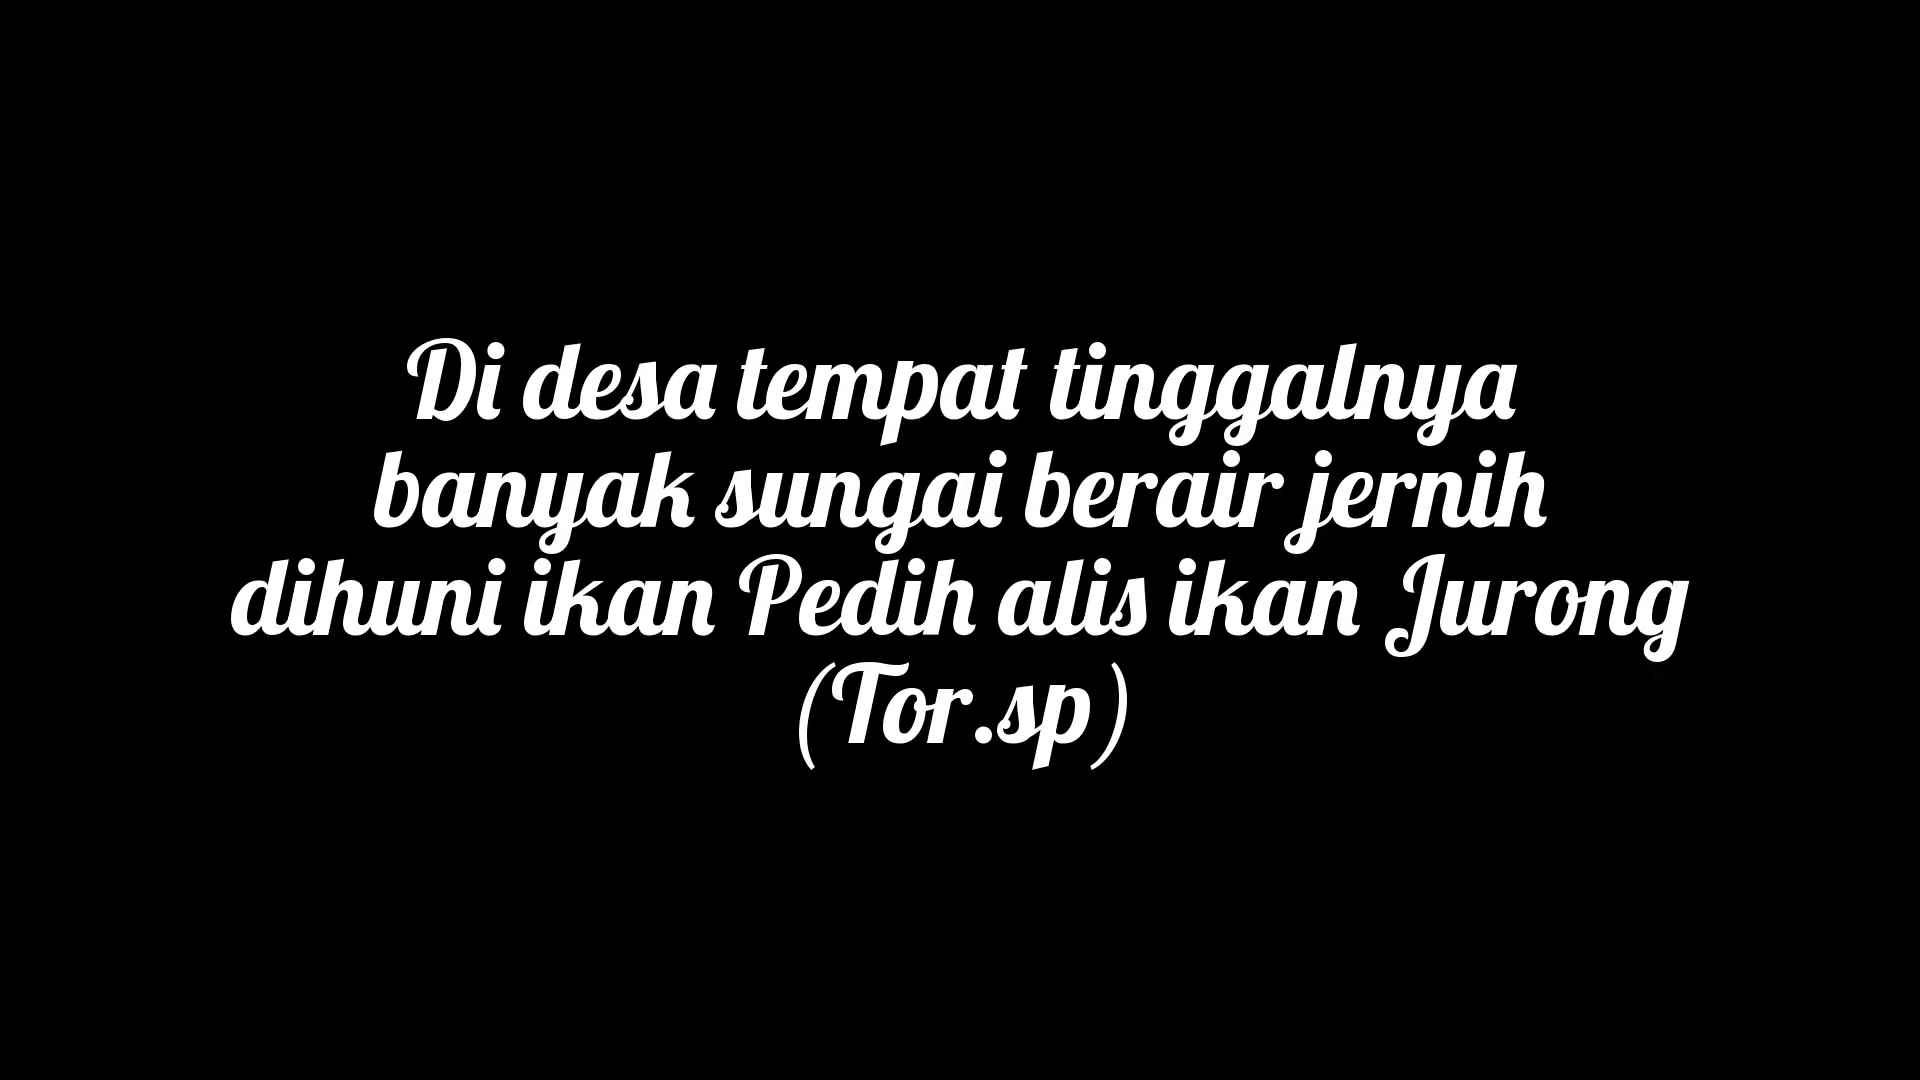 Di desa tempat tinggalnya
banyak sungai berair jernih
dihuni ikan Pedih alis ikan Jurong
(Tor.sp)